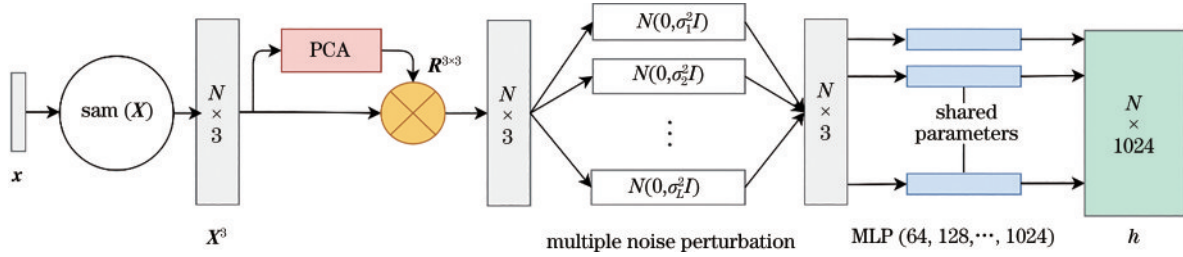 x
sam (X)
N
×
3
X³
PCA
R³ˣ³
N
×
3
N(0,σ₁²I)
N(0,σ₂²I)
⋮
N(0,σ_L²I)
multiple noise perturbation
N
×
3
shared
parameters
MLP (64, 128,⋯, 1024)
N
×
1024
h